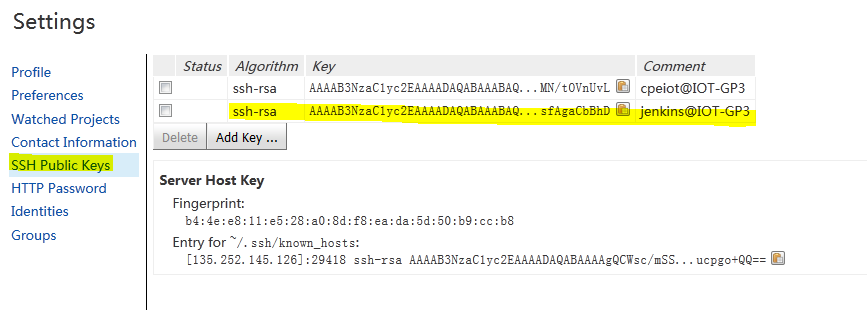 Settings
Profile
Preferences
Watched Projects
Contact Information
SSH Public Keys
HTTP Password
Identities
Groups
Status Algorithm Key Comment
ssh-rsa AAAAB3NzaC1yc2EAAAADAQABAAABAQ...MN/tOVnUvL cpeiot@IOT-GP3
ssh-rsa AAAAB3NzaC1yc2EAAAADAQABAAABAQ...sfAgaCbBhD jenkins@IOT-GP3
Delete Add Key ...
Server Host Key
Fingerprint:
b4:4e:e8:11:e5:28:a0:8d:f8:ea:da:5d:50:b9:cc:b8
Entry for ~/.ssh/known_hosts:
[135.252.145.126]:29418 ssh-rsa AAAAB3NzaC1yc2EAAAADAQABAAAAgQCWsc/mSS...ucpgo+QQ==